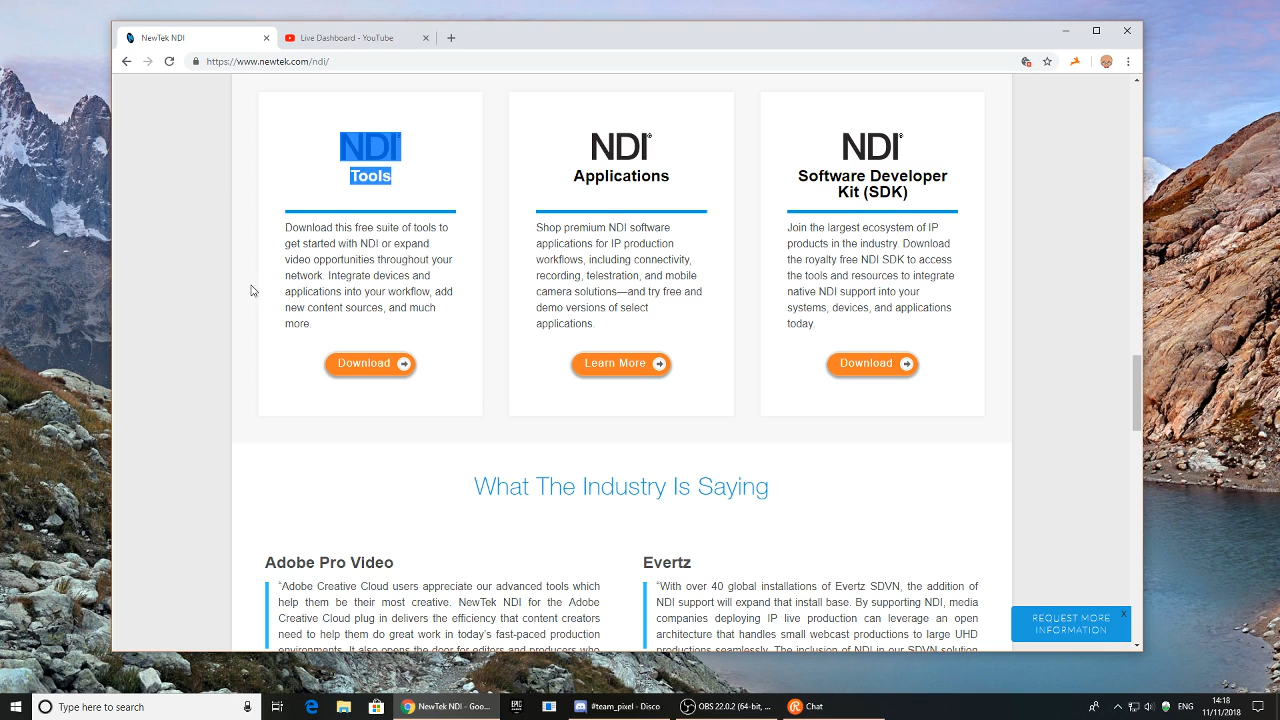 NewTek NDI
Live Dashboard - YouTube
https://www.newtek.com/ndi/
NDI®
Tools
Download this free suite of tools to
get started with NDI or expand
video opportunities throughout your
network. Integrate devices and
applications into your workflow, add
new content sources, and much
more.
Download
NDI®
Applications
Shop premium NDI software
applications for IP production
workflows, including connectivity,
recording, telestration, and mobile
camera solutions—and try free and
demo versions of select
applications.
Learn More
NDI®
Software Developer
Kit (SDK)
Join the largest ecosystem of IP
products in the industry. Download
the royalty free NDI SDK to access
the tools and resources to integrate
native NDI support into your
systems, devices, and applications
today.
Download
What The Industry Is Saying
Adobe Pro Video
"Adobe Creative Cloud users appreciate our advanced tools which
help them be their most creative. NewTek NDI for the Adobe
Creative Cloud plug in delivers the efficiency that content creators
need to help them great work in today's fast-paced production
environments. It also opens the door for editors and producers who
Evertz
"With over 40 global installations of Evertz SDVN, the addition of
NDI support will expand that install base. By supporting NDI, media
companies deploying IP live production can leverage an open
architecture that handles small webcast productions to large UHD
productions seamlessly. The inclusion of NDI in our SDVN solution
REQUEST MORE
INFORMATION
X
Type here to search
NewTek NDI - Goo...
EPIC
#team_pixel - Disco
OBS 22.0.2 (64-bit, ...
Chat
ENG
14:18
11/11/2018